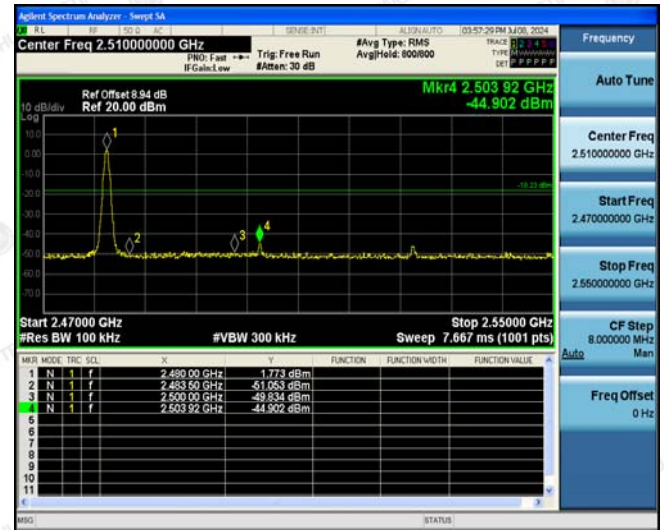 Agilent Spectrum Analyzer - Swept SA
RL RF 50 Ω AC SENSE:INT ALIGNAUTO 03:57:29 PM Jul 08, 2024
Center Freq 2.510000000 GHz #Avg Type: RMS TRACE 1 2 3 4 5 6
PNO: Fast Trig: Free Run Avg|Hold: 800/800 TYPE
IFGain:Low #Atten: 30 dB DET P P P P P P
Mkr4 2.503 92 GHz
Ref Offset 8.94 dB
10 dB/div Ref 20.00 dBm -44.902 dBm
Log
10.0
0.00
-10.0
-20.0
-30.0
-40.0
-50.0
-60.0
-70.0
1
2
3
4
-18.23 dBm
Start 2.47000 GHz Stop 2.55000 GHz
#Res BW 100 kHz #VBW 300 kHz Sweep 7.667 ms (1001 pts)
MKR MODE TRC SCL X Y FUNCTION FUNCTION WIDTH FUNCTION VALUE
1 N 1 f 2.480 00 GHz 1.773 dBm
2 N 1 f 2.483 50 GHz -51.053 dBm
3 N 1 f 2.500 00 GHz -49.834 dBm
4 N 1 f 2.503 92 GHz -44.902 dBm
5
6
7
8
9
10
11
MSG STATUS
Frequency
Auto Tune
Center Freq
2.510000000 GHz
Start Freq
2.470000000 GHz
Stop Freq
2.550000000 GHz
CF Step
8.000000 MHz
Auto Man
Freq Offset
0 Hz